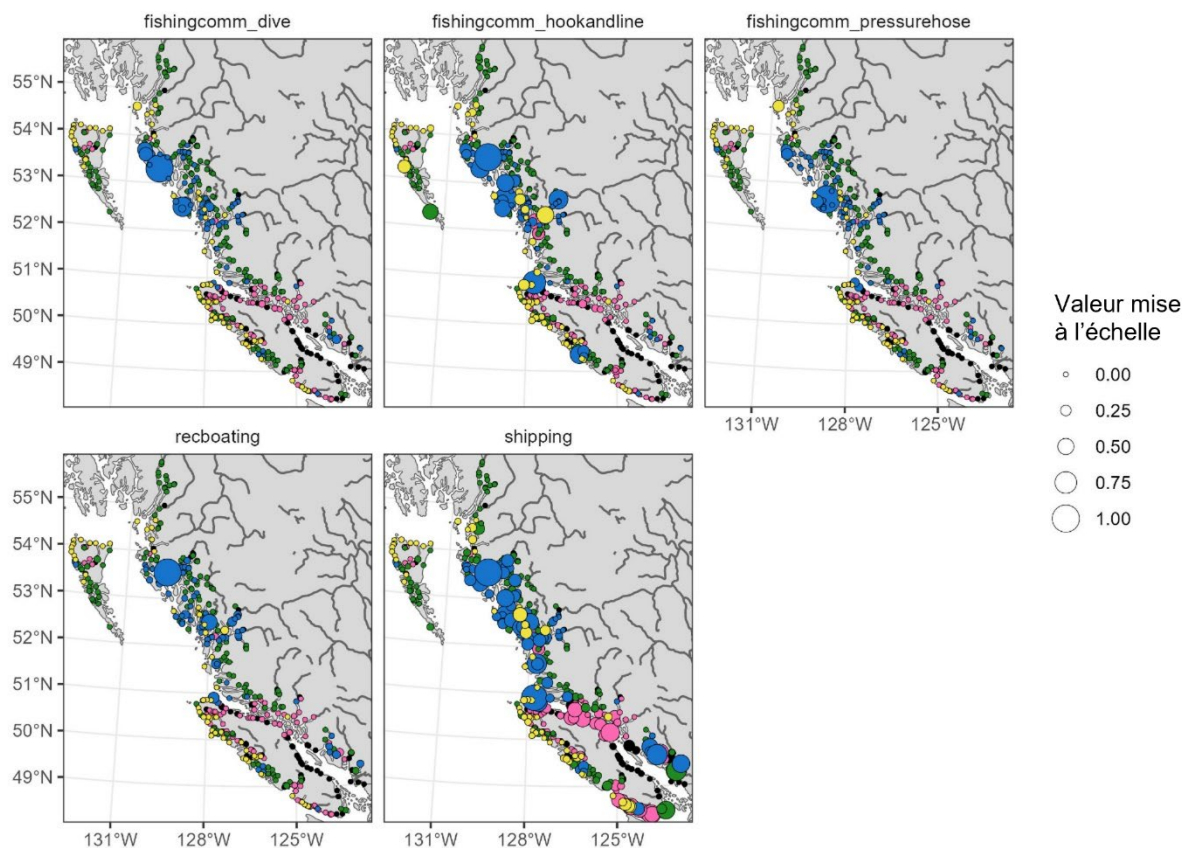 fishingcomm_dive
fishingcomm_hookandline
fishingcomm_pressurehose
55°N
54°N
53°N
52°N
51°N
50°N
49°N
131°W
128°W
125°W
recboating
shipping
55°N
54°N
53°N
52°N
51°N
50°N
49°N
131°W
128°W
125°W
131°W
128°W
125°W
Valeur mise
à l'échelle
0.00
0.25
0.50
0.75
1.00